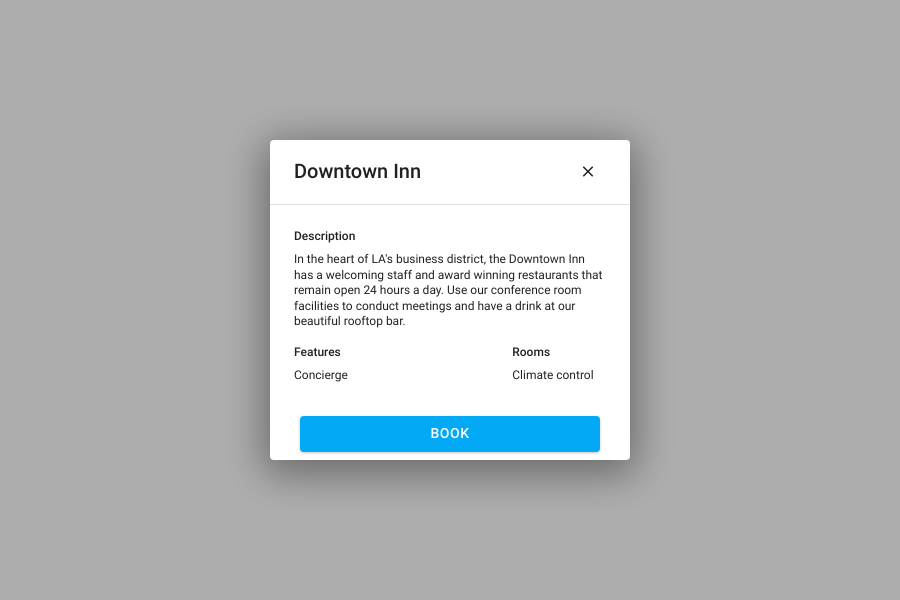 Downtown Inn
Description
In the heart of LA's business district, the Downtown Inn
has a welcoming staff and award winning restaurants that
remain open 24 hours a day. Use our conference room
facilities to conduct meetings and have a drink at our
beautiful rooftop bar.
Features
Concierge
Rooms
Climate control
BOOK